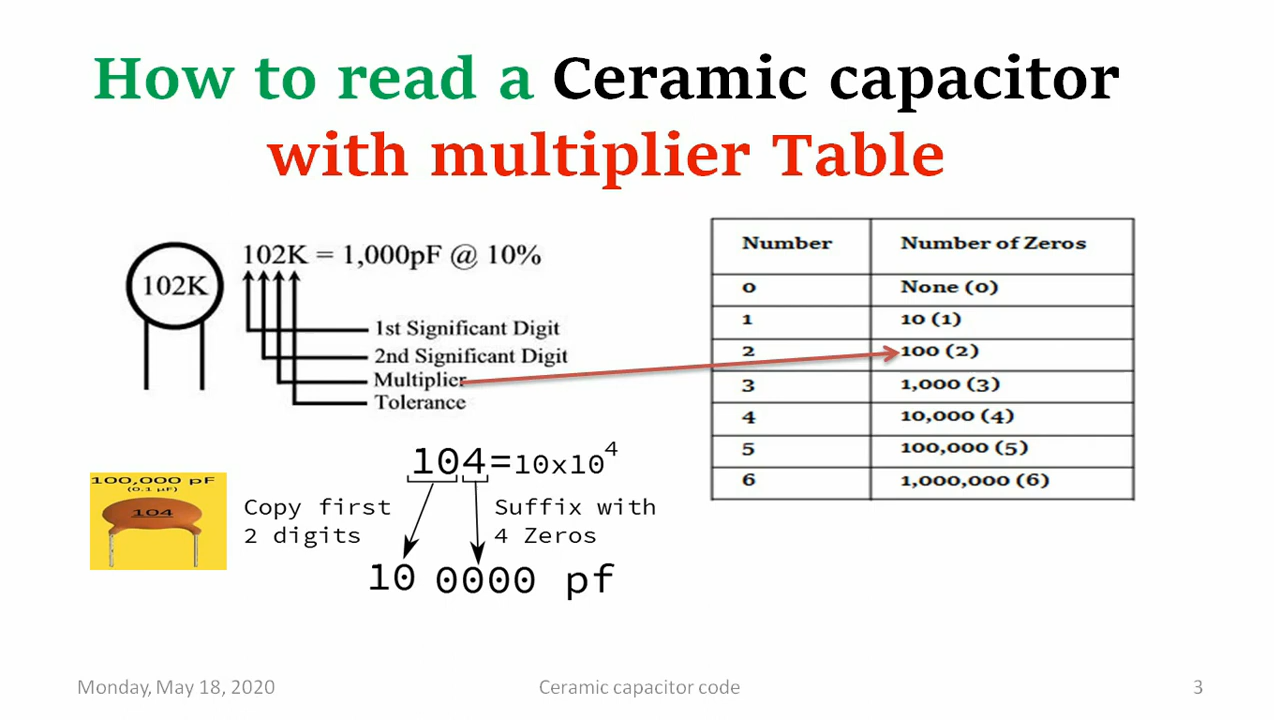 How to read a Ceramic capacitor
with multiplier Table
102K
102K = 1,000pF @ 10%
1st Significant Digit
2nd Significant Digit
Multiplier
Tolerance
Number Number of Zeros
0 None (0)
1 10 (1)
2 100 (2)
3 1,000 (3)
4 10,000 (4)
5 100,000 (5)
6 1,000,000 (6)
104=10x10⁴
Copy first
2 digits
Suffix with
4 Zeros
10 0000 pf
100,000 pF
(0.1 µF)
104
Monday, May 18, 2020 Ceramic capacitor code 3